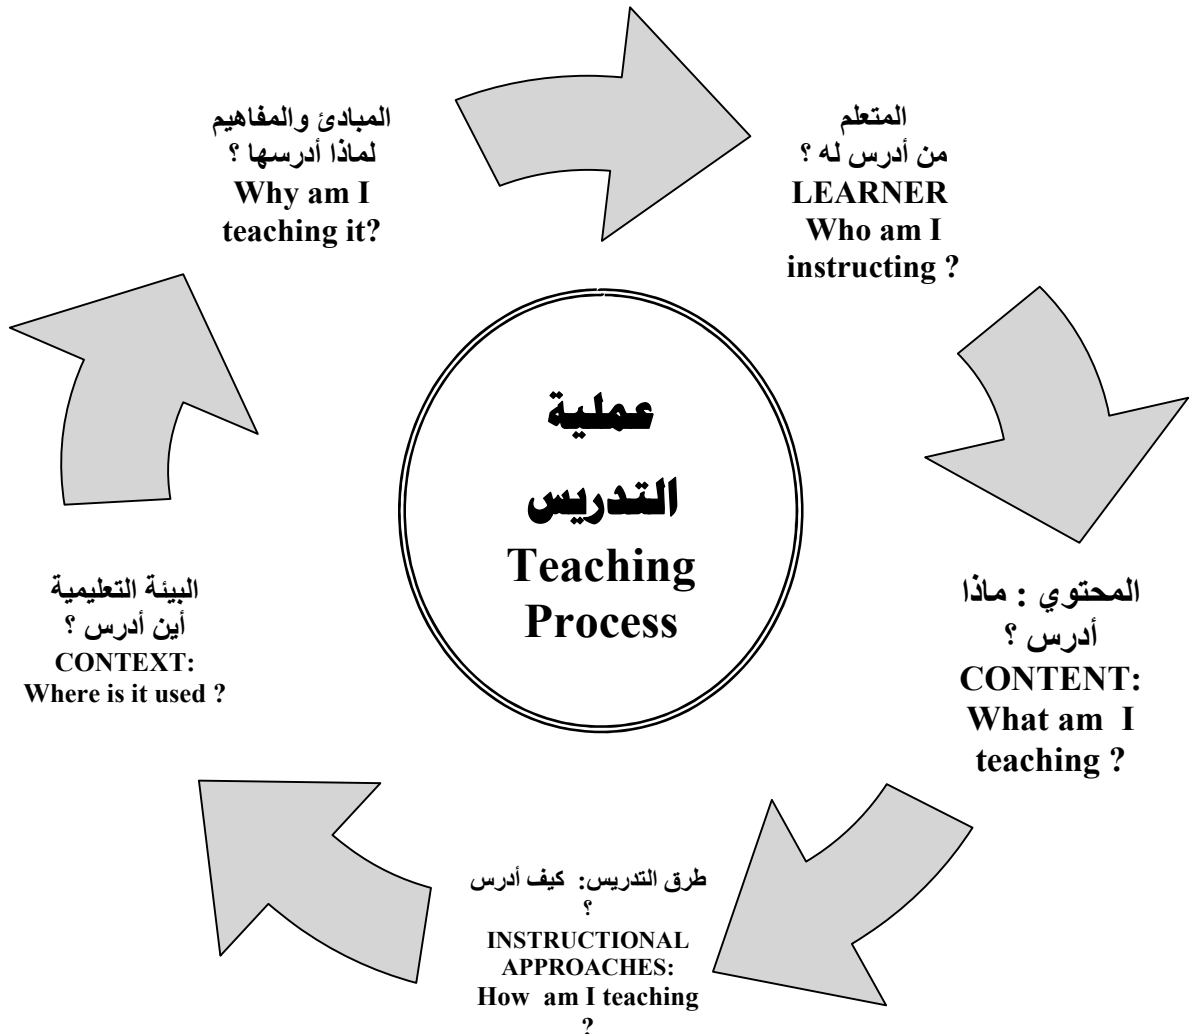 المبادئ والمفاهيم
لماذا أدرسها ؟
Why am I
teaching it?
المتعلم
من أدرس له ؟
LEARNER
Who am I
instructing ?
عملية
التدريس
Teaching
Process
المحتوي : ماذا
أدرس ؟
CONTENT:
What am I
teaching ?
طرق التدريس: كيف أدرس
؟
INSTRUCTIONAL
APPROACHES:
How am I teaching
?
البيئة التعليمية
أين أدرس ؟
CONTEXT:
Where is it used ?